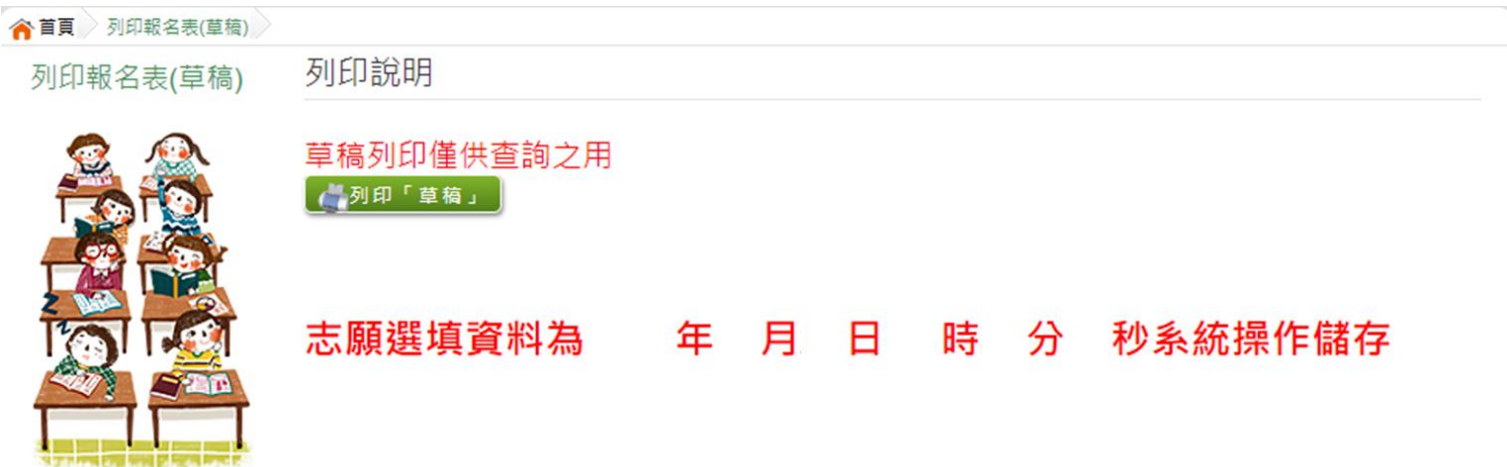 首頁 列印報名表(草稿)
列印報名表(草稿)
列印說明
草稿列印僅供查詢之用
列印「草稿」
志願選填資料為 年 月 日 時 分 秒系統操作儲存
Z
Z
Z